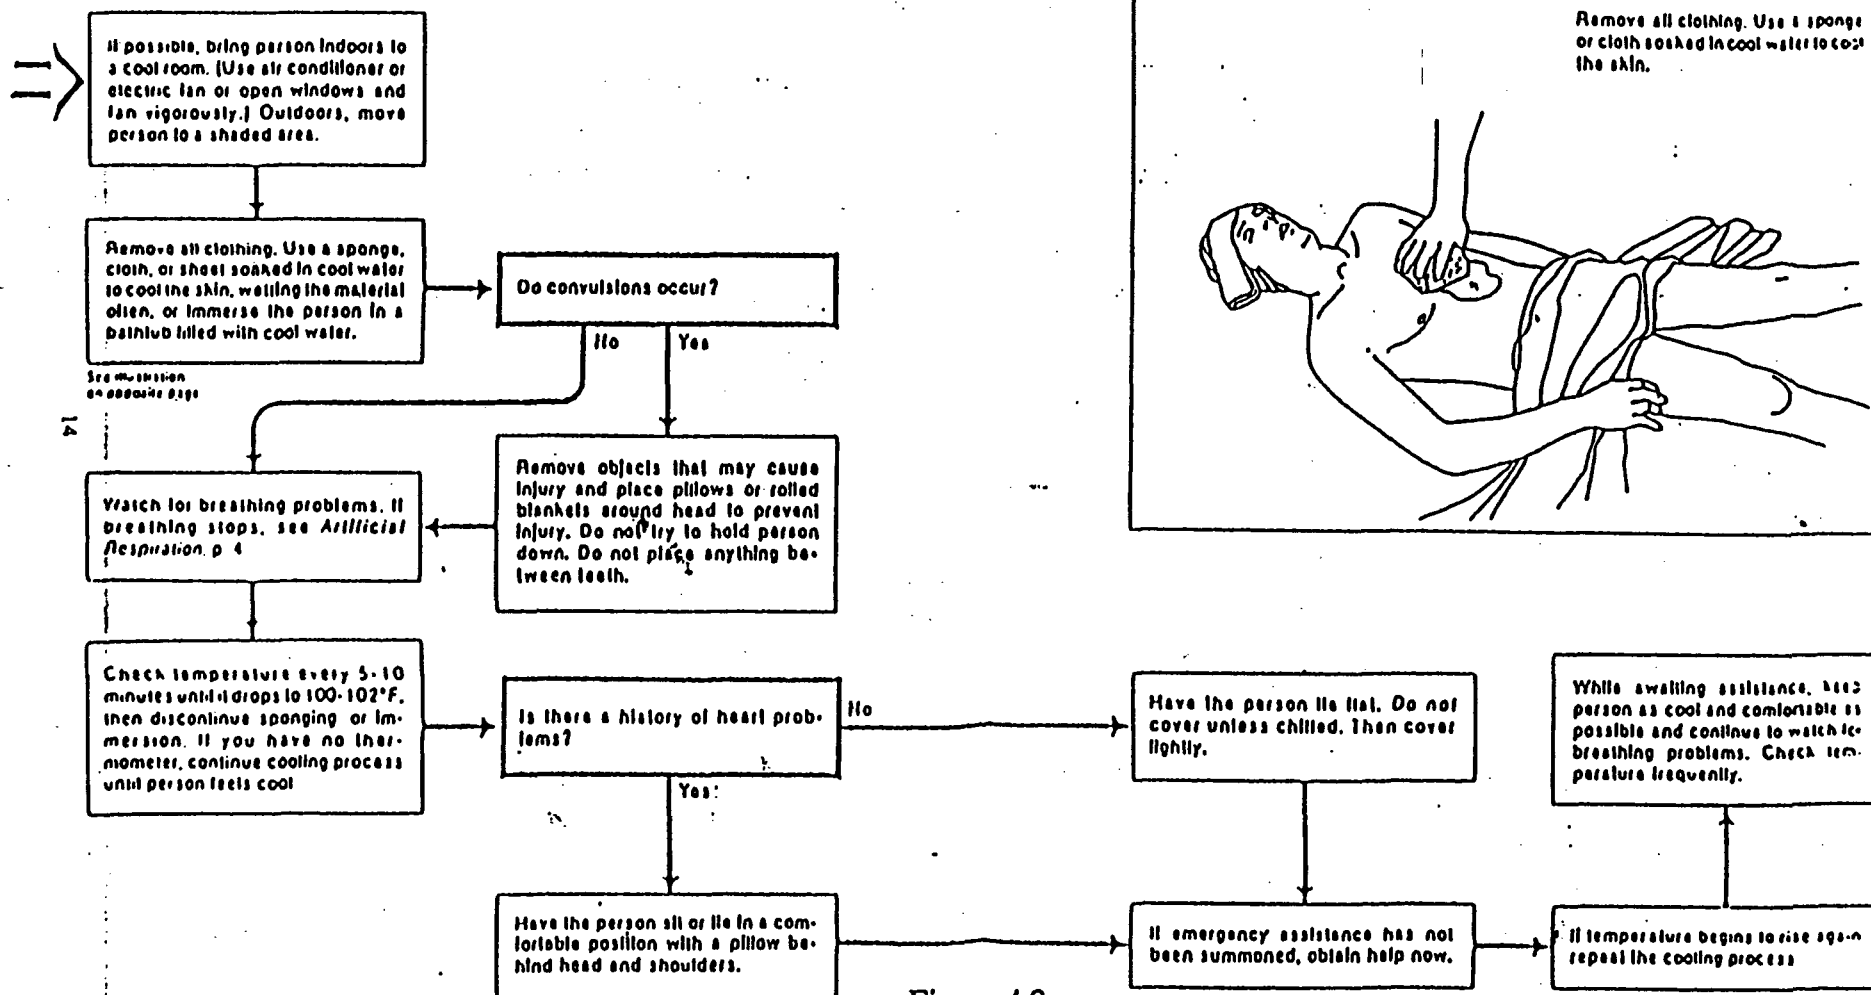 If possible, bring person indoors to
a cool room. (Use air conditioner or
electric fan or open windows and
fan vigorously.) Outdoors, move
person to a shaded area.
Remove all clothing. Use a sponge,
cloth, or sheet soaked in cool water
to cool the skin, wetting the material
often, or immerse the person in a
bathtub filled with cool water.
See illustration
on opposite page
Do convulsions occur?
No
Yes
14
Remove objects that may cause
injury and place pillows or rolled
blankets around head to prevent
injury. Do not try to hold person
down. Do not place anything be-
tween teeth.
Watch for breathing problems. If
breathing stops, see Artificial
Respiration, p 4
Check temperature every 5-10
minutes until it drops to 100-102°F,
then discontinue sponging or im-
mersion. If you have no ther-
mometer, continue cooling process
until person feels cool
Is there a history of heart prob-
lems?
No
Yes
Have the person sit or lie in a com-
fortable position with a pillow be-
hind head and shoulders.
Have the person lie flat. Do not
cover unless chilled. Then cover
lightly.
If emergency assistance has not
been summoned, obtain help now.
If temperature begins to rise again
repeat the cooling process
While awaiting assistance, keep
person as cool and comfortable as
possible and continue to watch for
breathing problems. Check tem-
perature frequently.
Remove all clothing. Use a sponge
or cloth soaked in cool water to cool
the skin.